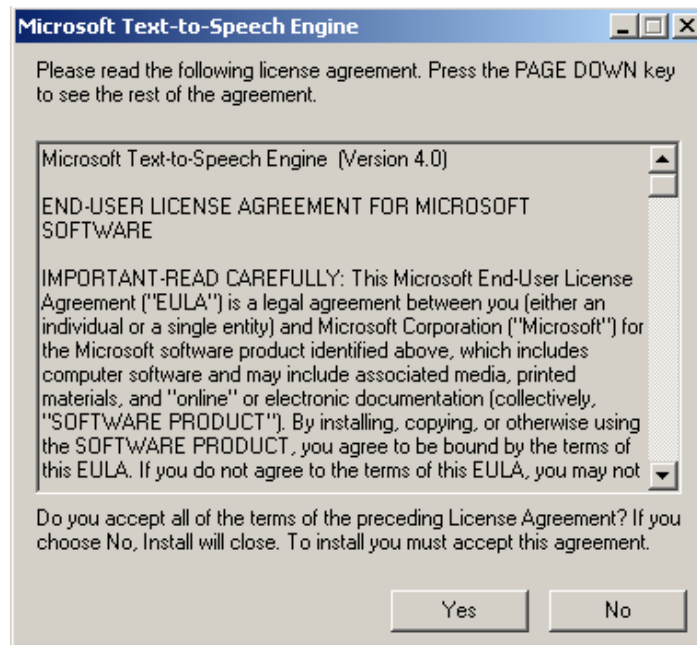 Microsoft Text-to-Speech Engine
Please read the following license agreement. Press the PAGE DOWN key
to see the rest of the agreement.
Microsoft Text-to-Speech Engine  (Version 4.0)
END-USER LICENSE AGREEMENT FOR MICROSOFT
SOFTWARE
IMPORTANT-READ CAREFULLY: This Microsoft End-User License
Agreement ("EULA") is a legal agreement between you (either an
individual or a single entity) and Microsoft Corporation ("Microsoft") for
the Microsoft software product identified above, which includes
computer software and may include associated media, printed
materials, and "online" or electronic documentation (collectively,
"SOFTWARE PRODUCT"). By installing, copying, or otherwise using
the SOFTWARE PRODUCT, you agree to be bound by the terms of
this EULA. If you do not agree to the terms of this EULA, you may not
Do you accept all of the terms of the preceding License Agreement? If you
choose No, Install will close. To install you must accept this agreement.
Yes
No